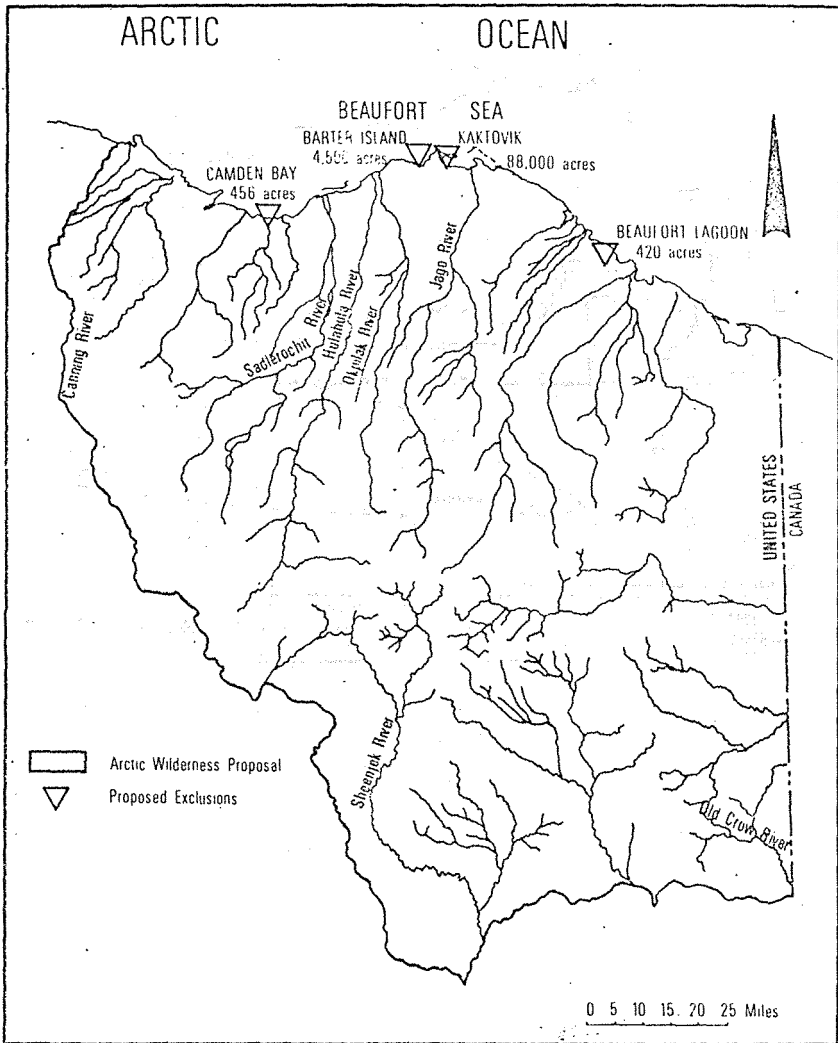 ARCTIC OCEAN
BEAUFORT SEA
BARTER ISLAND
KAKTOVIK
88,000 acres
CAMDEN BAY
456 acres
BEAUFORT LAGOON
420 acres
Canning River
Sadlerochit River
Hulahula River
Okpilak River
Jago River
UNITED STATES
CANADA
Sheenjek River
Old Crow River
Arctic Wilderness Proposal
Proposed Exclusions
0 5 10 15 20 25 Miles